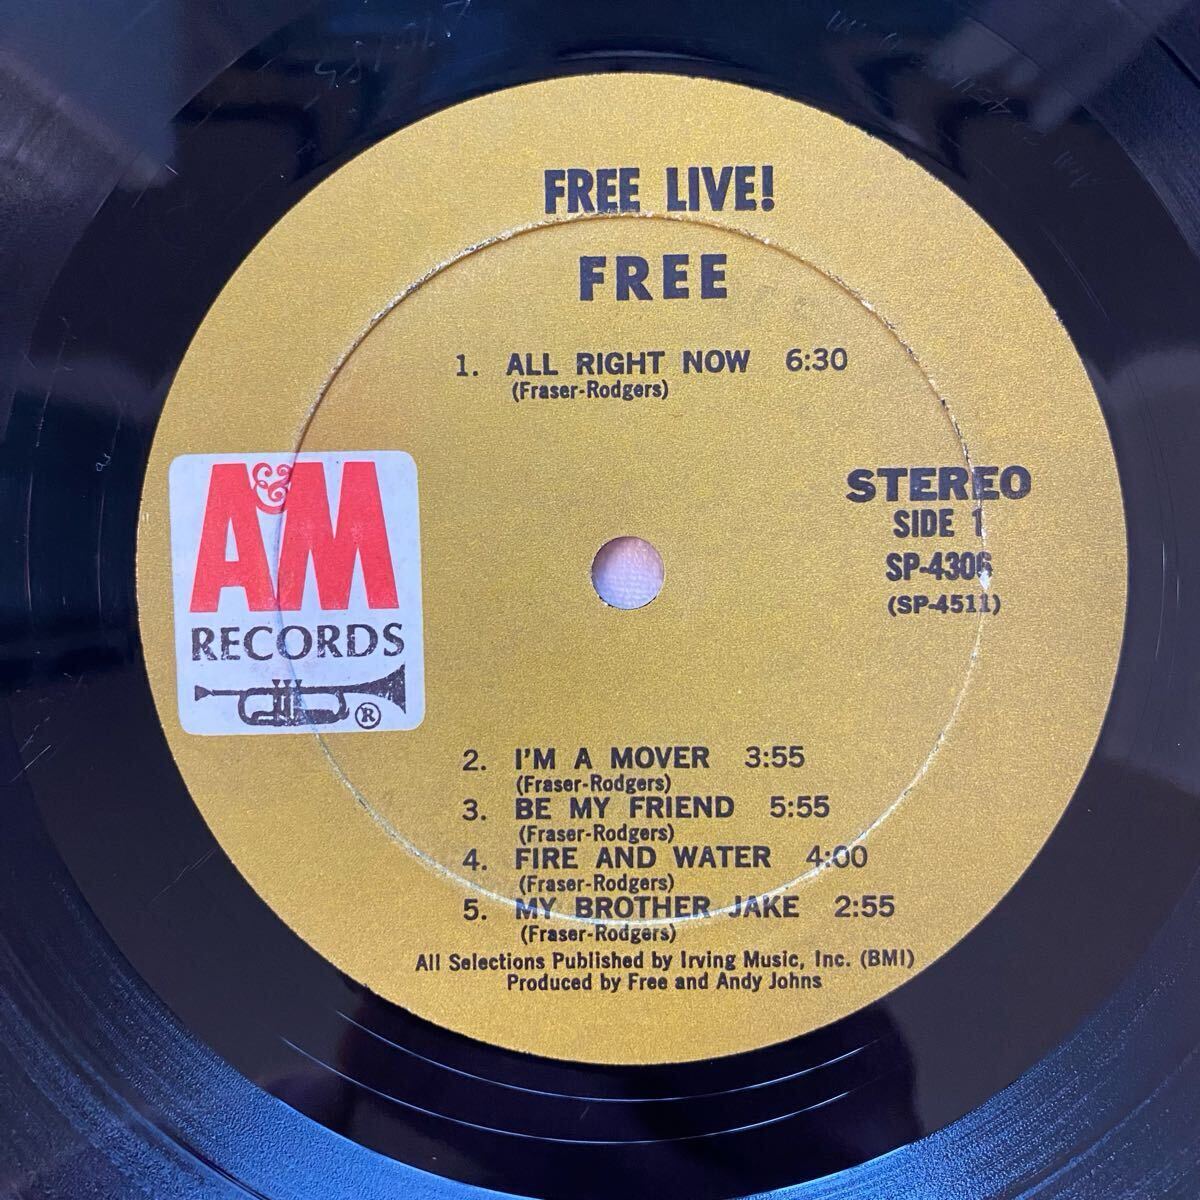 FREE LIVE!
FREE
1. ALL RIGHT NOW 6:30
(Fraser-Rodgers)
A&M
RECORDS
®
STEREO
SIDE 1
SP-4306
(SP-4511)
2. I'M A MOVER 3:55
(Fraser-Rodgers)
3. BE MY FRIEND 5:55
(Fraser-Rodgers)
4. FIRE AND WATER 4:00
(Fraser-Rodgers)
5. MY BROTHER JAKE 2:55
(Fraser-Rodgers)
All Selections Published by Irving Music, Inc. (BMI)
Produced by Free and Andy Johns